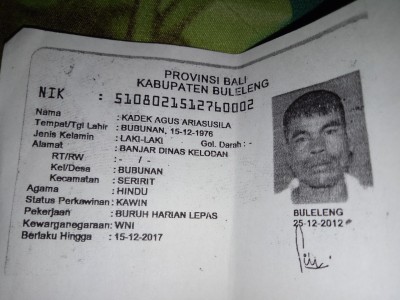 PROVINSI BALI
KABUPATEN BULELENG
NIK : 5108021512760002
Nama : KADEK AGUS ARIASUSILA
Tempat/Tgl Lahir : BUBUNAN, 15-12-1976
Jenis Kelamin : LAKI-LAKI Gol. Darah : -
Alamat : BANJAR DINAS KELODAN
RT/RW : - / -
Kel/Desa : BUBUNAN
Kecamatan : SERIRIT
Agama : HINDU
Status Perkawinan : KAWIN
Pekerjaan : BURUH HARIAN LEPAS
Kewarganegaraan : WNI
Berlaku Hingga : 15-12-2017
BULELENG
25-12-2012